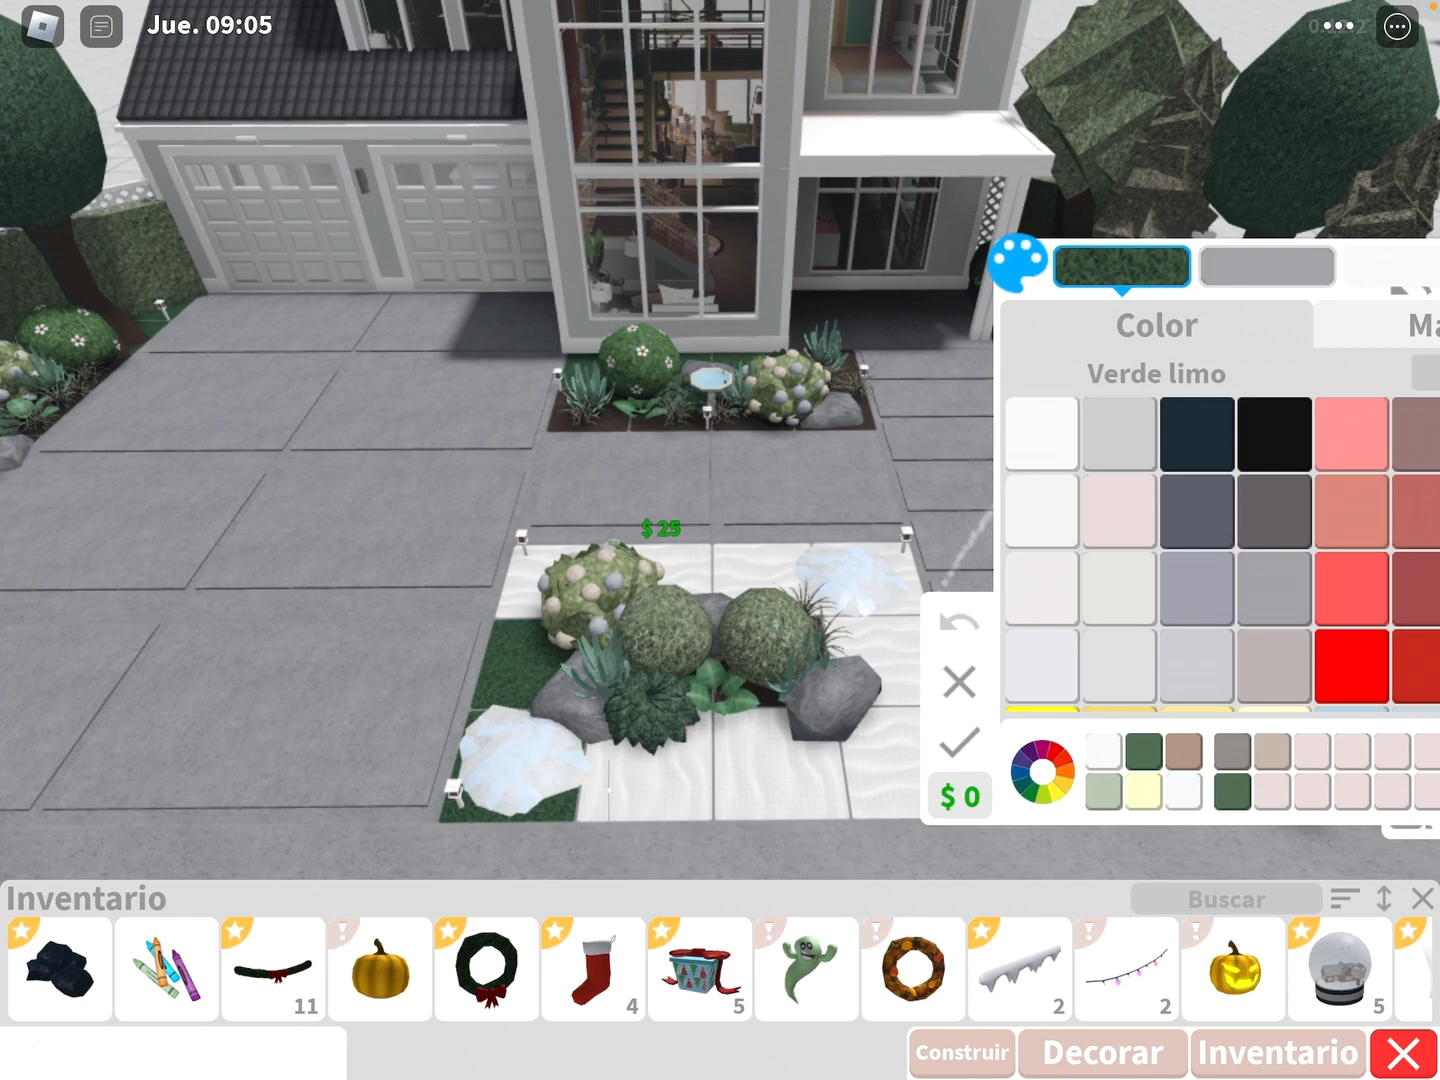 Jue. 09:05
Color
Ma
Verde limo
$ 25
$ 0
Inventario
Buscar
11
4
5
2
2
5
Construir
Decorar
Inventario